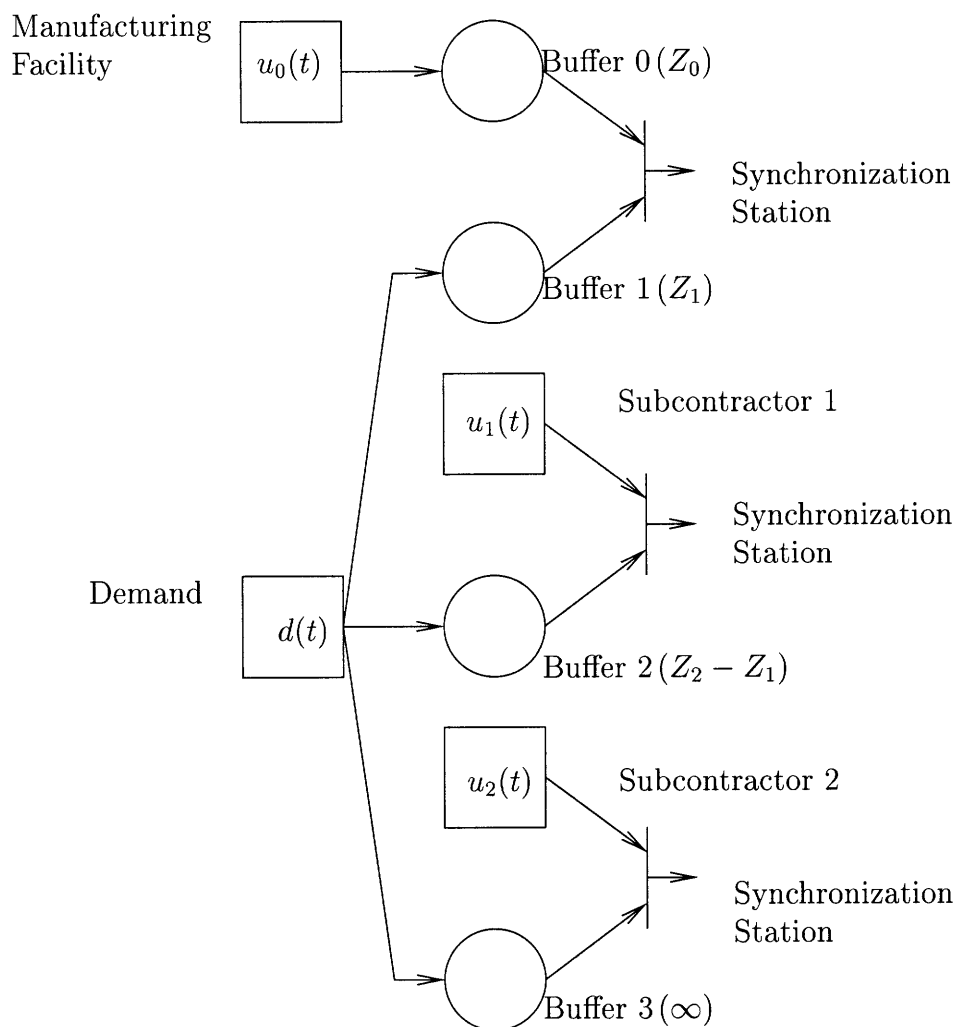 Manufacturing
Facility
u₀(t)
Buffer 0 (Z₀)
Synchronization
Station
Buffer 1 (Z₁)
u₁(t)
Subcontractor 1
Synchronization
Station
Demand
d(t)
Buffer 2 (Z₂ − Z₁)
u₂(t)
Subcontractor 2
Synchronization
Station
Buffer 3 (∞)